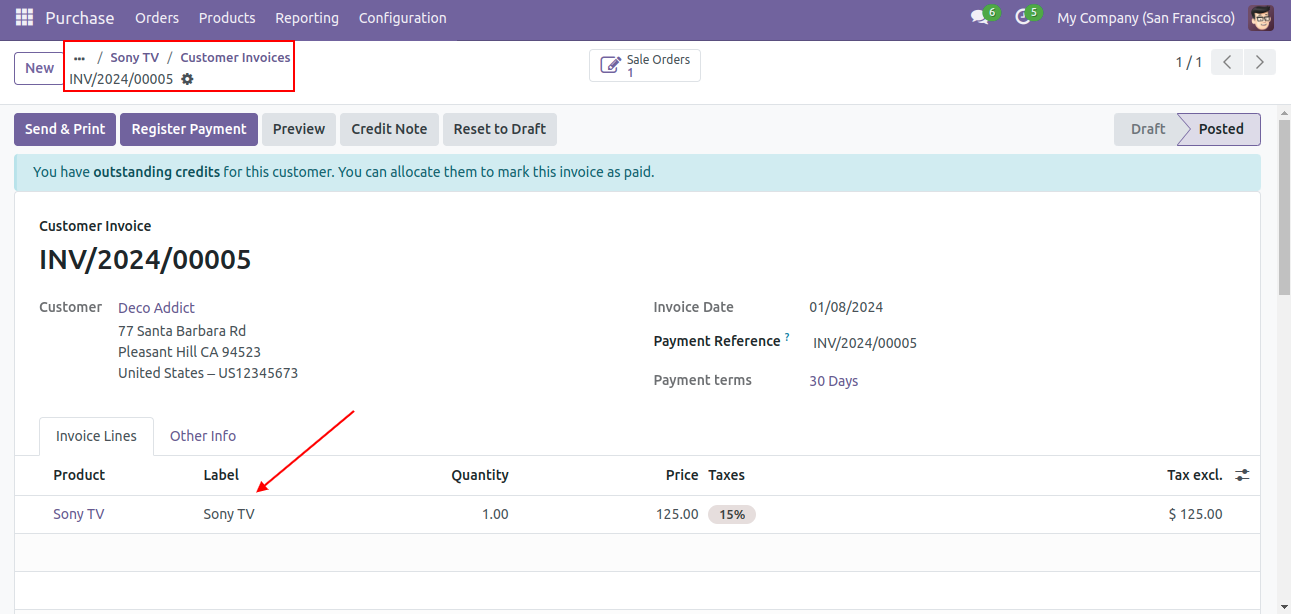 Purchase Orders Products Reporting Configuration 6 5 My Company (San Francisco)
New ... / Sony TV / Customer Invoices
INV/2024/00005
Sale Orders
1
1 / 1
Send & Print Register Payment Preview Credit Note Reset to Draft Draft Posted
You have outstanding credits for this customer. You can allocate them to mark this invoice as paid.
Customer Invoice
INV/2024/00005
Customer Deco Addict
77 Santa Barbara Rd
Pleasant Hill CA 94523
United States – US12345673
Invoice Date 01/08/2024
Payment Reference ? INV/2024/00005
Payment terms 30 Days
Invoice Lines Other Info
Product Label Quantity Price Taxes Tax excl.
Sony TV Sony TV 1.00 125.00 15% $ 125.00